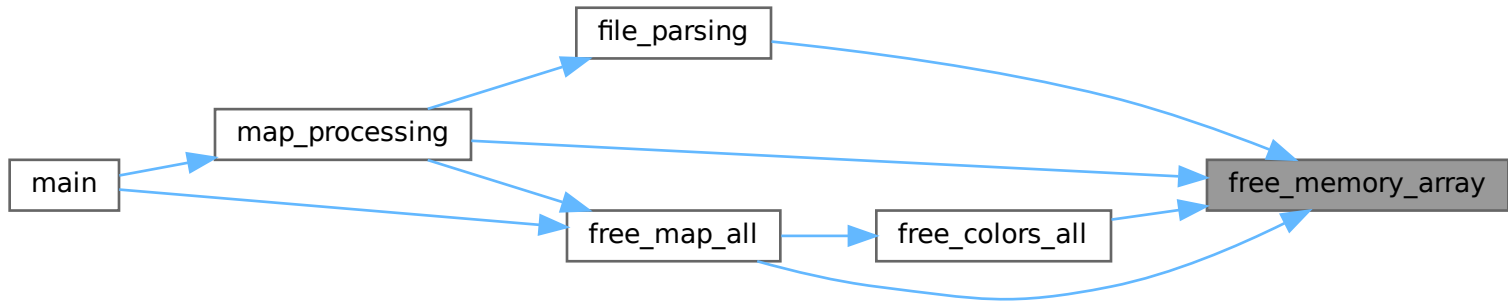 file_parsing
map_processing
main
free_memory_array
free_map_all
free_colors_all